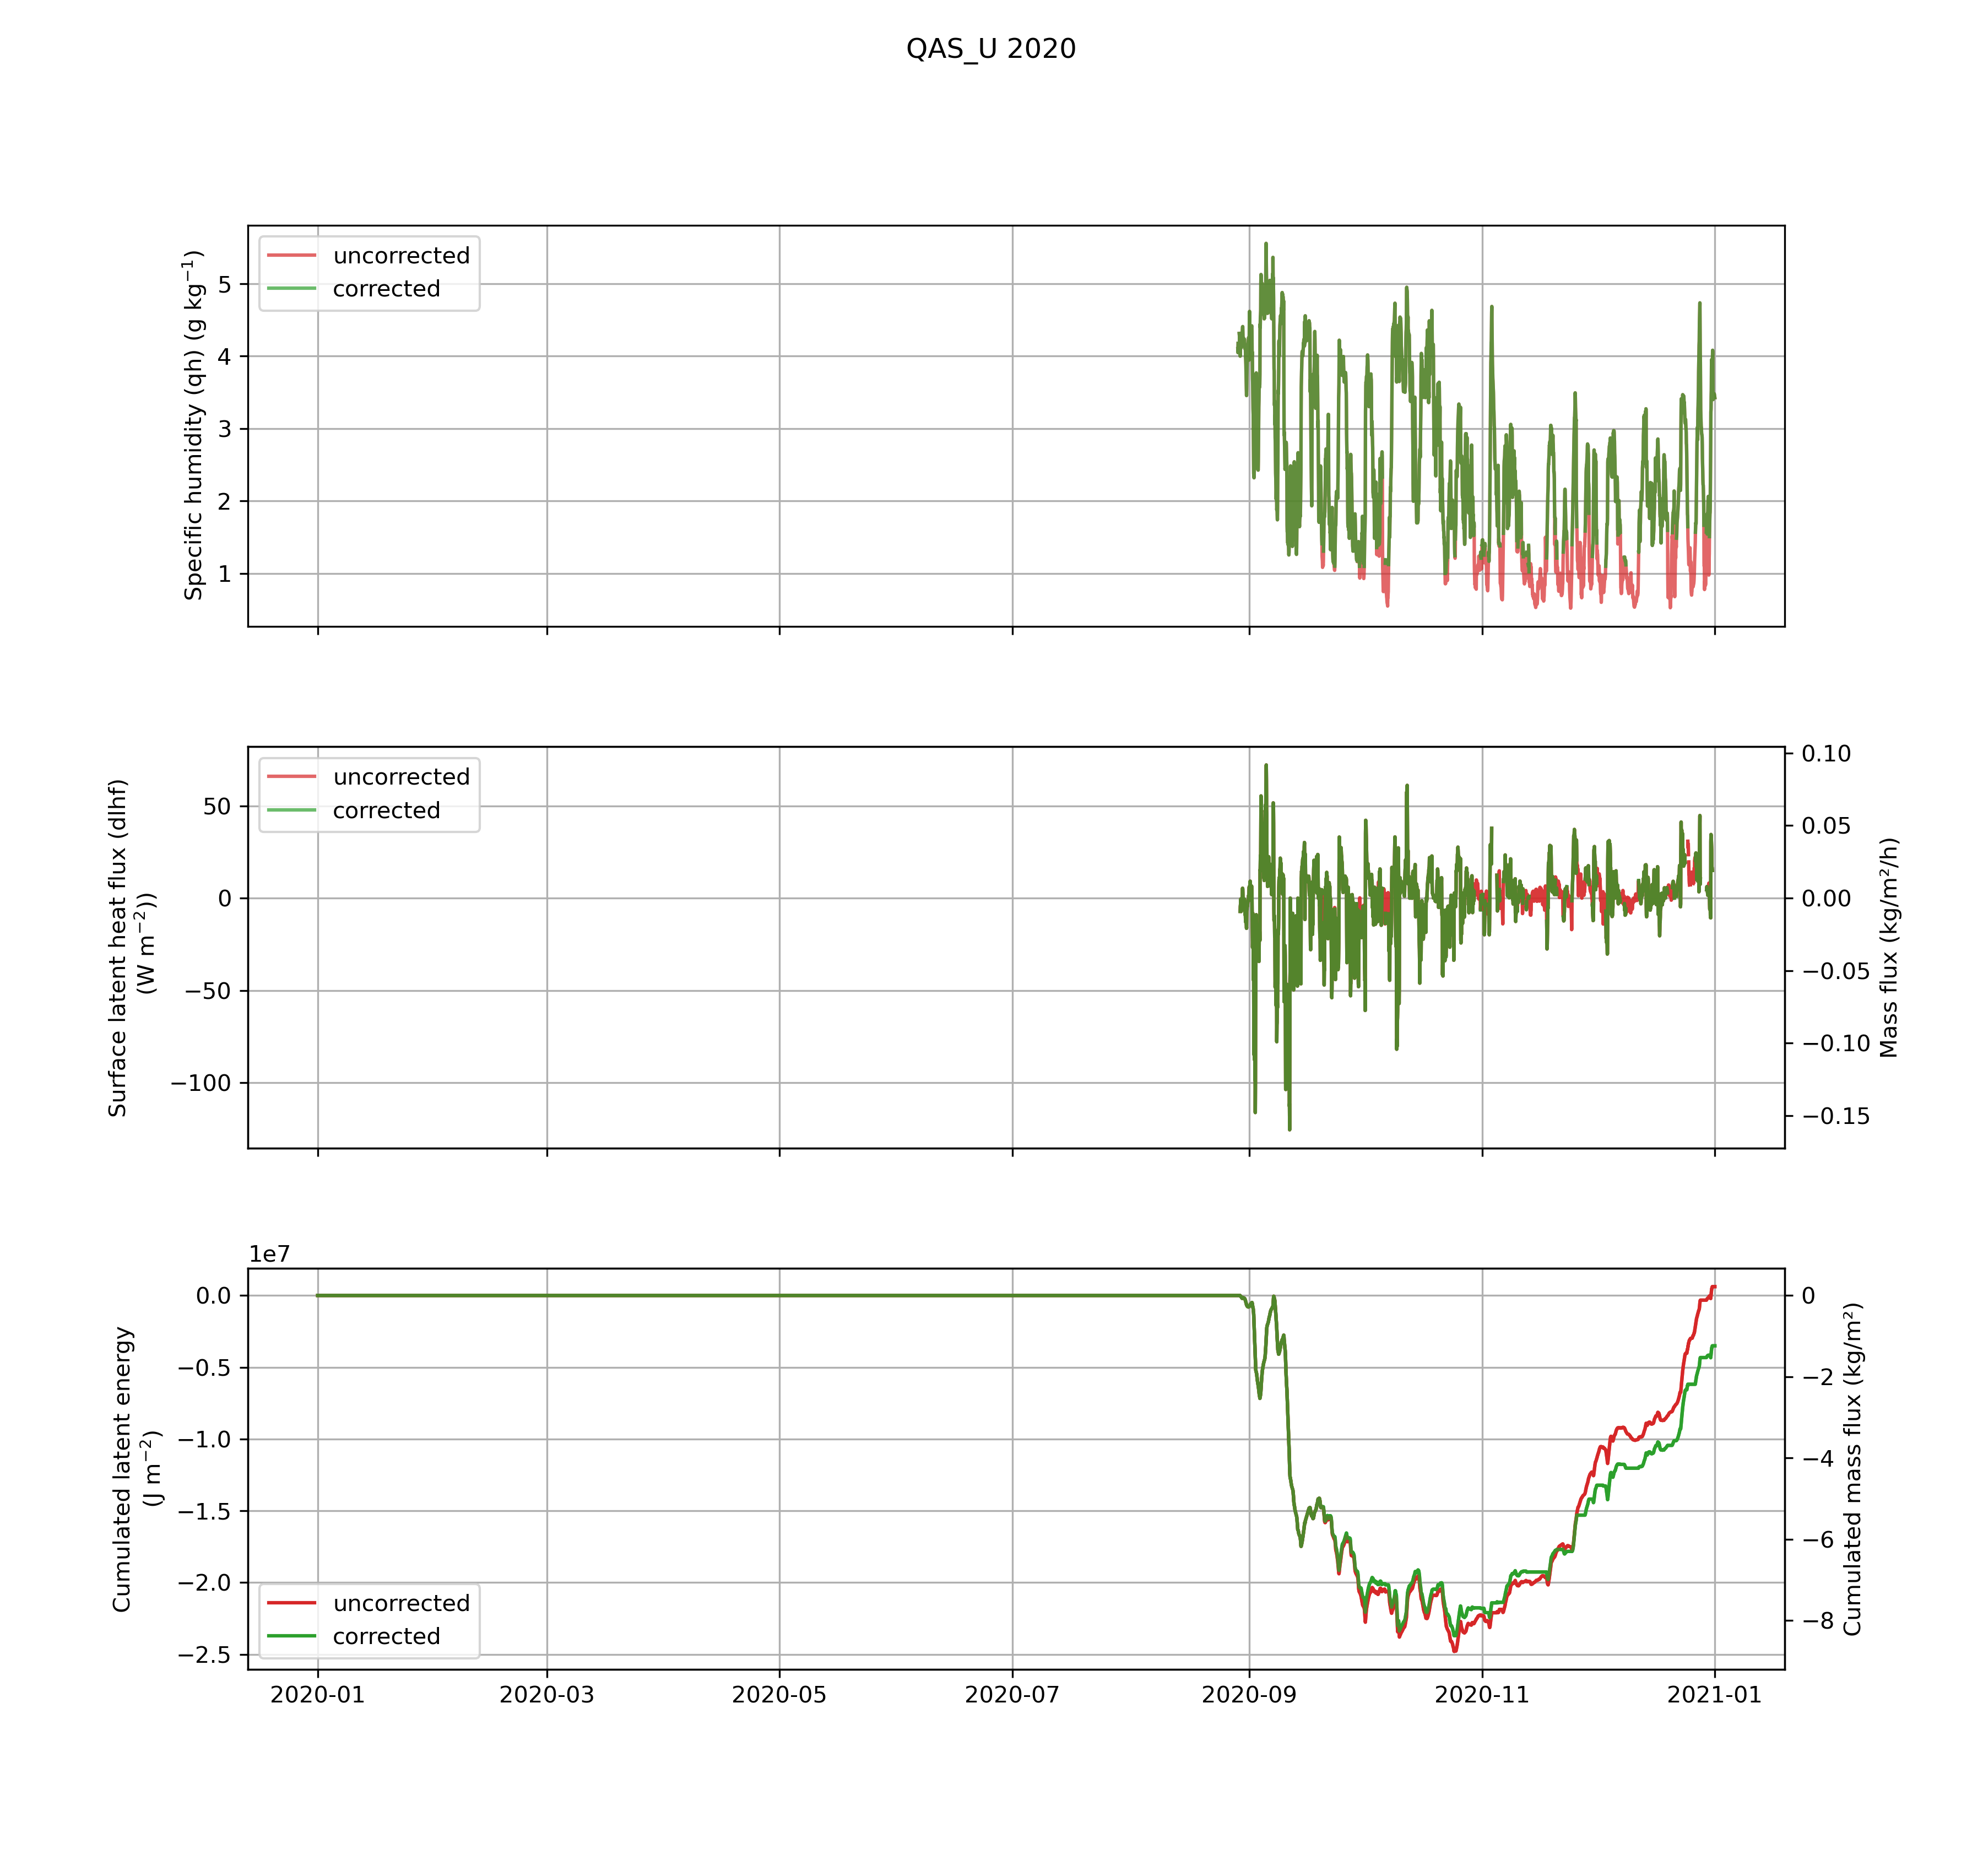 QAS_U 2020
Specific humidity (qh) (g kg⁻¹)
5
4
3
2
1
uncorrected
corrected
Surface latent heat flux (dlhf)
(W m⁻²))
50
0
−50
−100
uncorrected
corrected
0.10
0.05
0.00
−0.05
−0.10
−0.15
Mass flux (kg/m²/h)
1e7
Cumulated latent energy
(J m⁻²)
0.0
−0.5
−1.0
−1.5
−2.0
−2.5
uncorrected
corrected
0
−2
−4
−6
−8
Cumulated mass flux (kg/m²)
2020-01 2020-03 2020-05 2020-07 2020-09 2020-11 2021-01